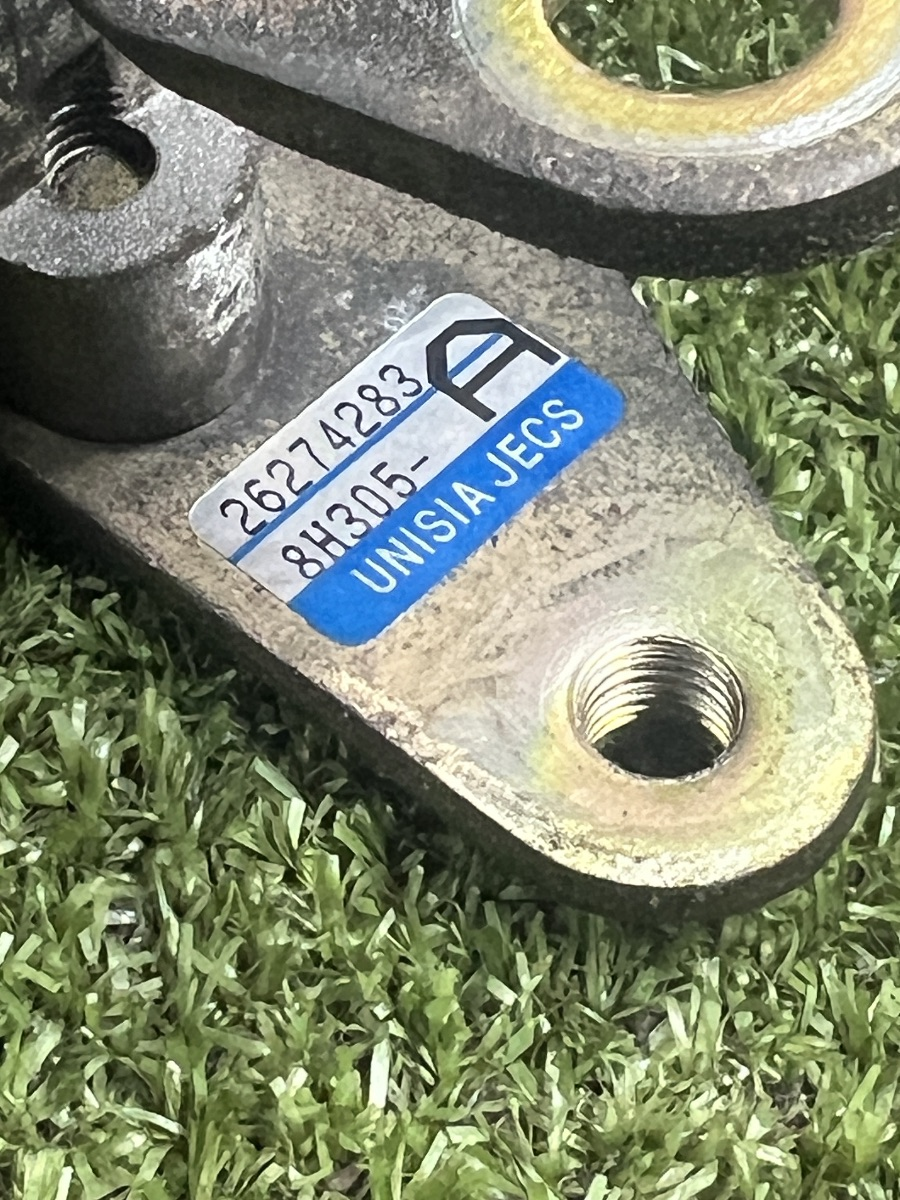 26274283
8H305-
A
UNISIA JECS